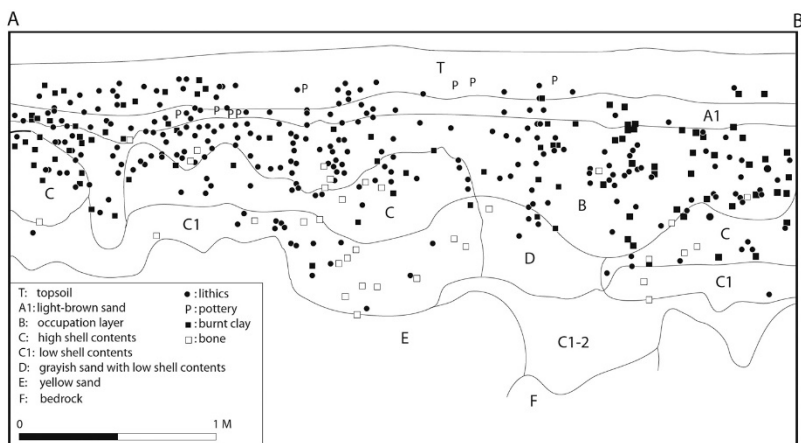 A B
T
P P P
P P P P
A1
B
C C C
C1 D C1
E C1-2
F
T: topsoil
A1: light-brown sand
B: occupation layer
C: high shell contents
C1: low shell contents
D: grayish sand with low shell contents
E: yellow sand
F: bedrock
● : lithics
P : pottery
■ : burnt clay
□ : bone
0 1 M